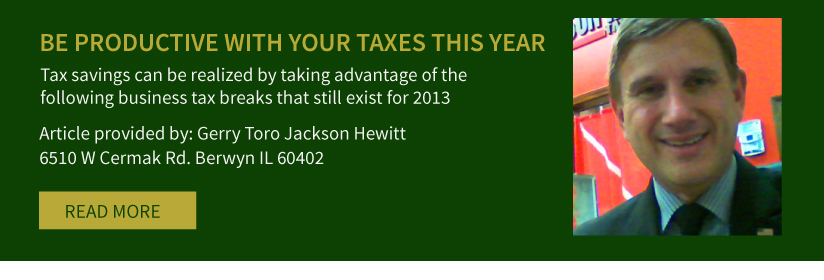 BE PRODUCTIVE WITH YOUR TAXES THIS YEAR
Tax savings can be realized by taking advantage of the
following business tax breaks that still exist for 2013
Article provided by: Gerry Toro Jackson Hewitt
6510 W Cermak Rd. Berwyn IL 60402
READ MORE